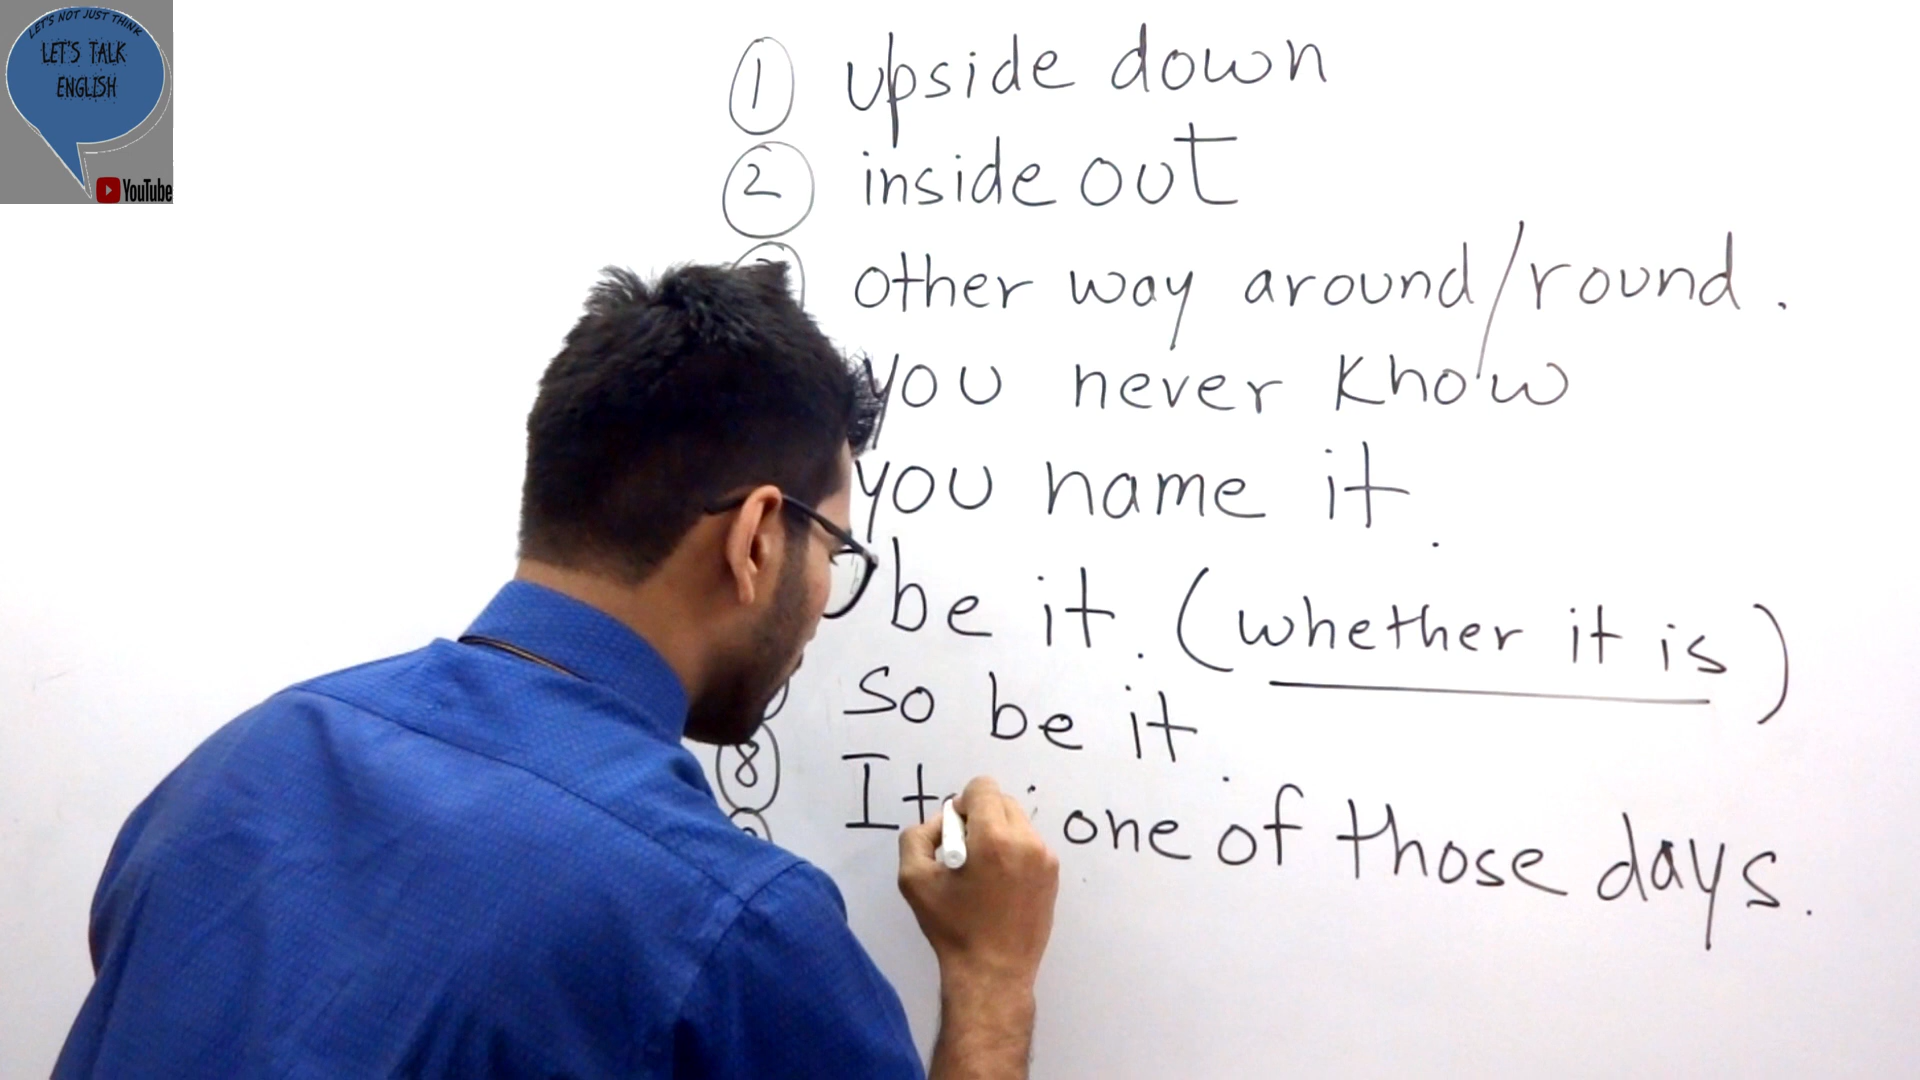 LET'S NOT JUST THINK
LET'S TALK
ENGLISH
YouTube
1 upside down
2 inside out
other way around/round.
you never know
you name it.
be it. (whether it is)
so be it.
8 It one of those days.